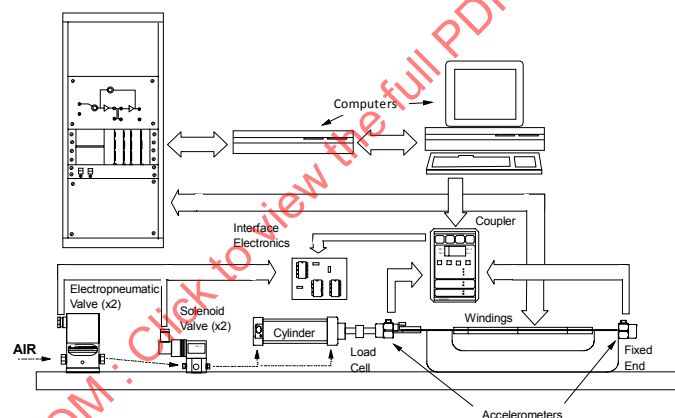 Computers
Coupler
Interface
Electronics
Electropneumatic
Valve (x2)
Solenoid
Valve (x2)
Cylinder
Windings
AIR
Load
Cell
Fixed
End
Accelerometers
OM : Click to view the full PDF